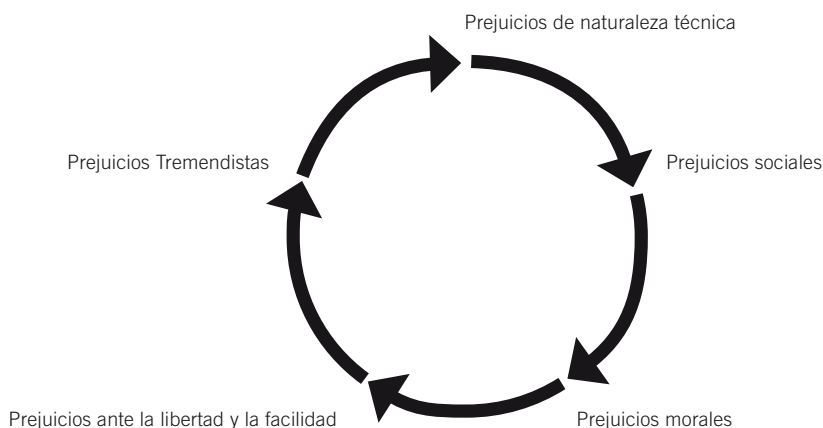 Prejuicios de naturaleza técnica
Prejuicios Tremendistas
Prejuicios sociales
Prejuicios ante la libertad y la facilidad
Prejuicios morales